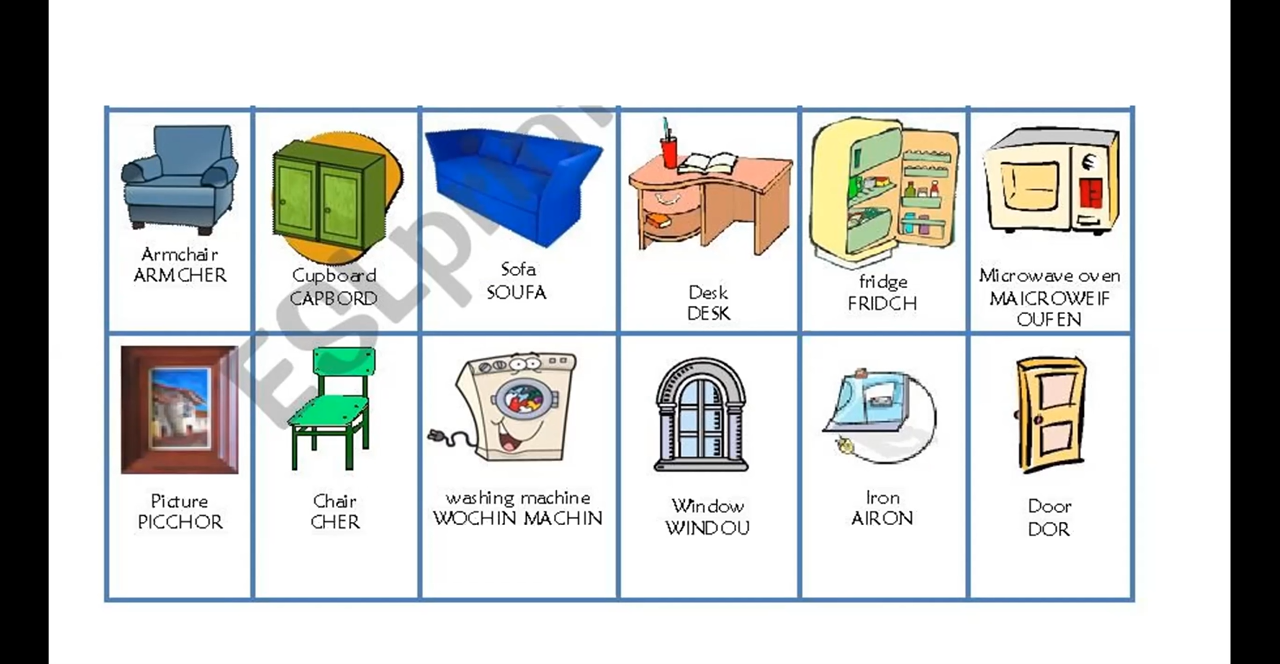 Armchair
ARMCHER
Cupboard
CAPBORD
Sofa
SOUFA
Desk
DESK
fridge
FRIDCH
Microwave oven
MAICROWEIF
OUFEN
Picture
PICCHOR
Chair
CHER
washing machine
WOCHIN MACHIN
Window
WINDOU
Iron
AIRON
Door
DOR